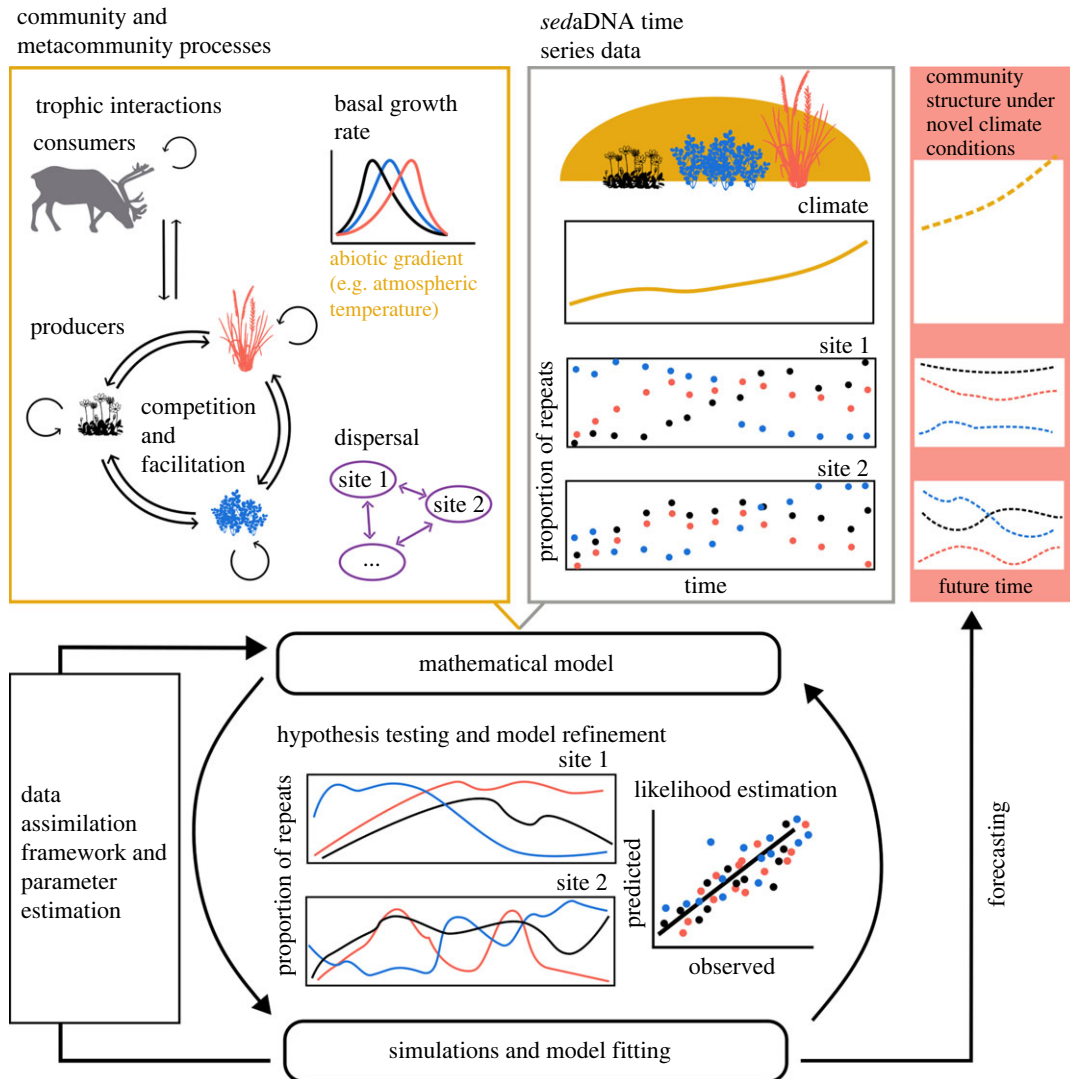 community and
metacommunity processes
trophic interactions
consumers
basal growth
rate
abiotic gradient
(e.g. atmospheric
temperature)
producers
competition
and
facilitation
dispersal
site 1
site 2
...
sedaDNA time
series data
climate
site 1
site 2
proportion of repeats
time
community
structure under
novel climate
conditions
future time
mathematical model
hypothesis testing and model refinement
site 1
site 2
proportion of repeats
likelihood estimation
predicted
observed
data
assimilation
framework and
parameter
estimation
forecasting
simulations and model fitting